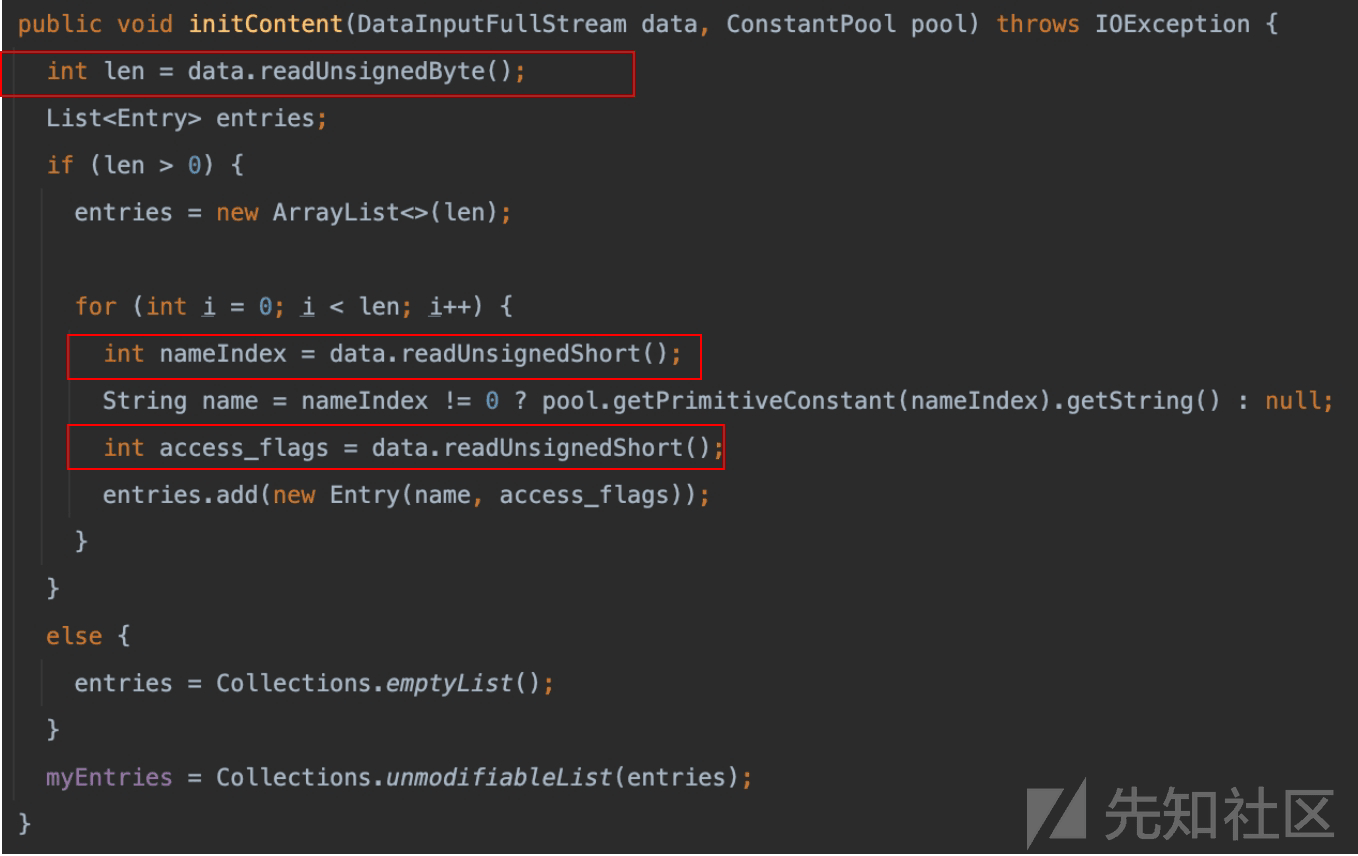 public void initContent(DataInputFullStream data, ConstantPool pool) throws IOException {
int len = data.readUnsignedByte();
List<Entry> entries;
if (len > 0) {
entries = new ArrayList<>(len);
for (int i = 0; i < len; i++) {
int nameIndex = data.readUnsignedShort();
String name = nameIndex != 0 ? pool.getPrimitiveConstant(nameIndex).getString() : null;
int access_flags = data.readUnsignedShort();
entries.add(new Entry(name, access_flags));
}
}
else {
entries = Collections.emptyList();
}
myEntries = Collections.unmodifiableList(entries);
}
先知社区